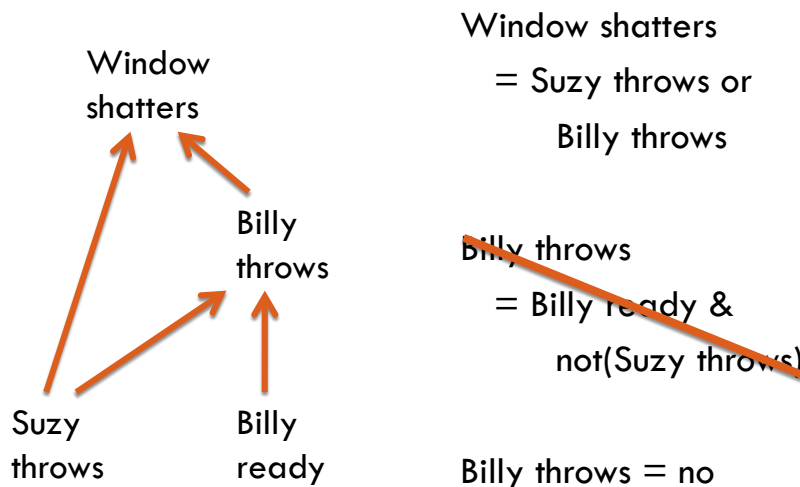 Window
shatters
Billy
throws
Suzy
throws
Billy
ready
Window shatters
= Suzy throws or
Billy throws
Billy throws
= Billy ready &
not(Suzy throws)
Billy throws = no